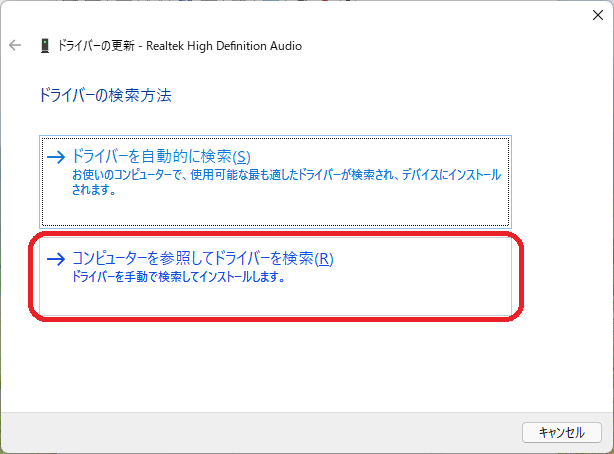 ドライバーの更新 - Realtek High Definition Audio
ドライバーの検索方法
ドライバーを自動的に検索(S)
お使いのコンピューターで、使用可能な最も適したドライバーが検索され、デバイスにインストール
されます。
コンピューターを参照してドライバーを検索(R)
ドライバーを手動で検索してインストールします。
キャンセル